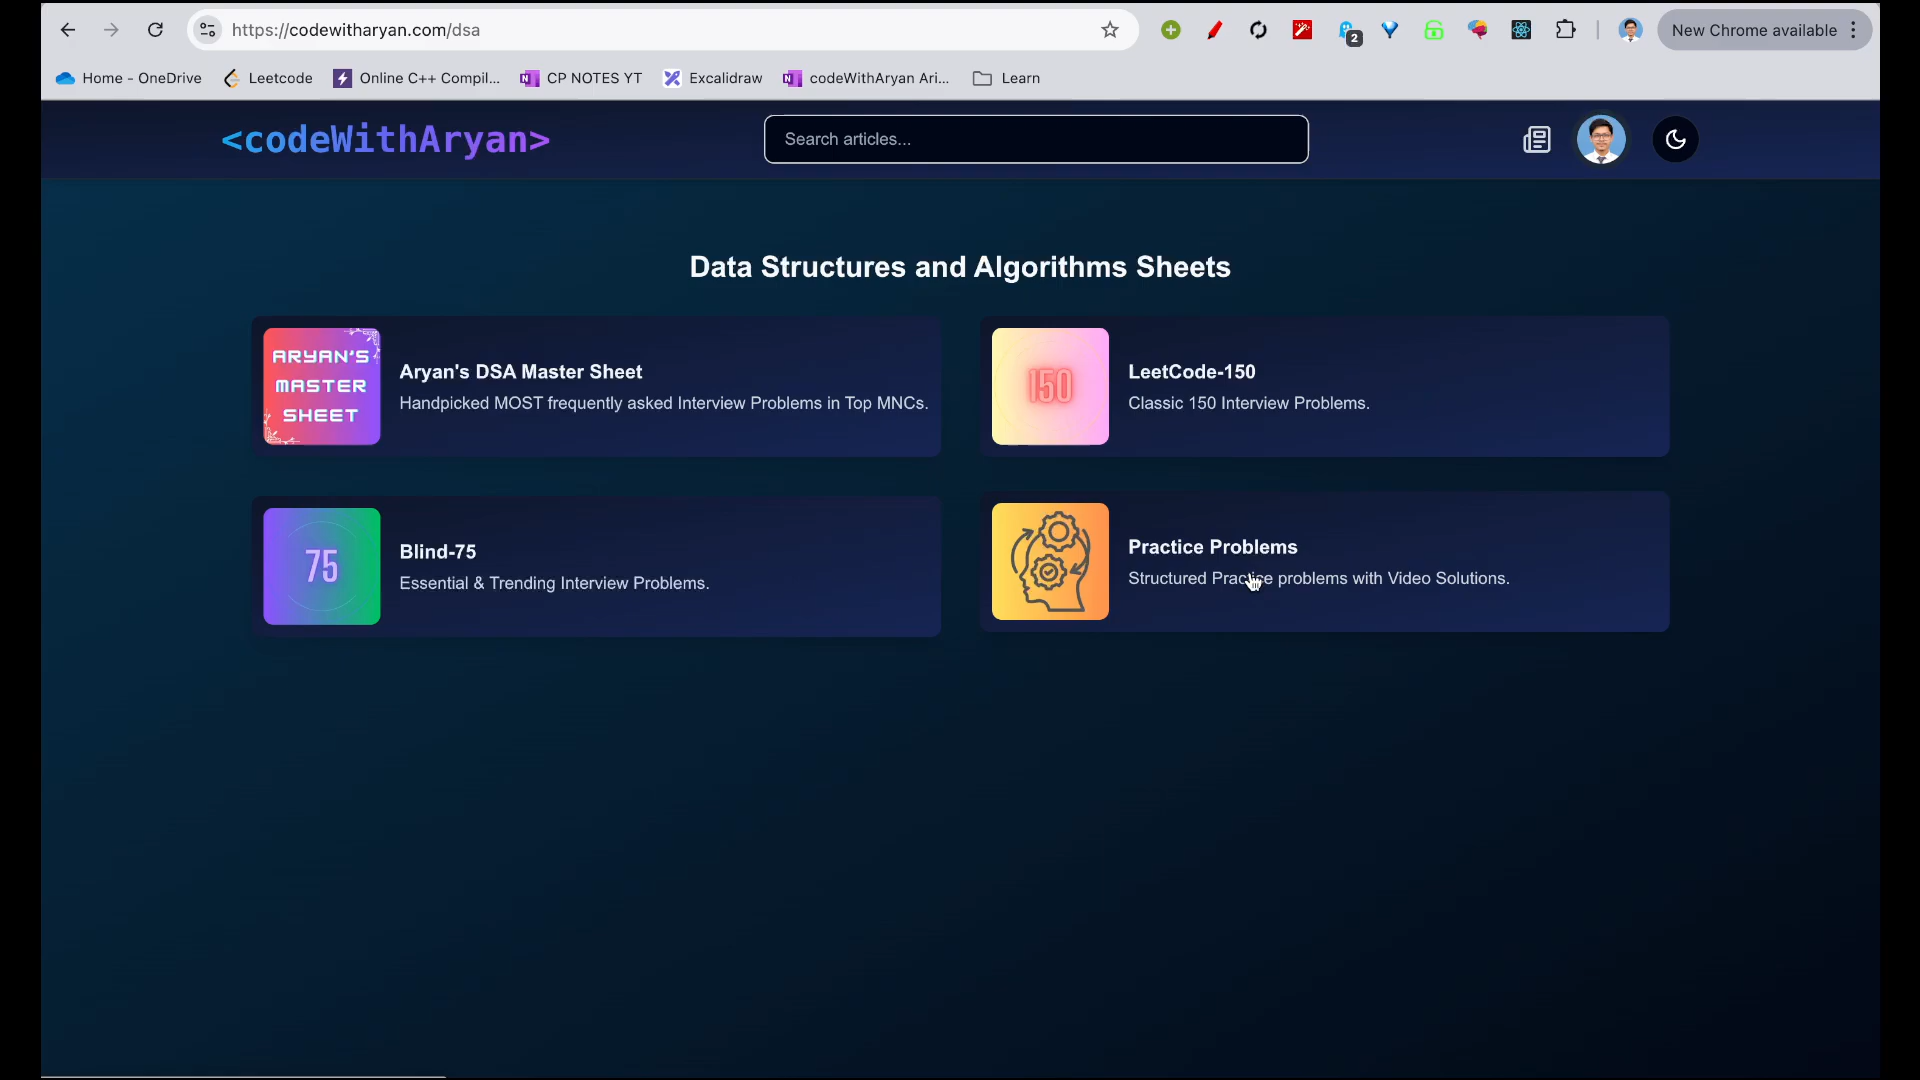 https://codewitharyan.com/dsa
2
New Chrome available
Home - OneDrive
Leetcode
Online C++ Compil...
CP NOTES YT
Excalidraw
codeWithAryan Ari...
Learn
<codeWithAryan>
Search articles...
Data Structures and Algorithms Sheets
ARYAN'S
MASTER
SHEET
Aryan's DSA Master Sheet
Handpicked MOST frequently asked Interview Problems in Top MNCs.
150
LeetCode-150
Classic 150 Interview Problems.
75
Blind-75
Essential & Trending Interview Problems.
Practice Problems
Structured Practice problems with Video Solutions.